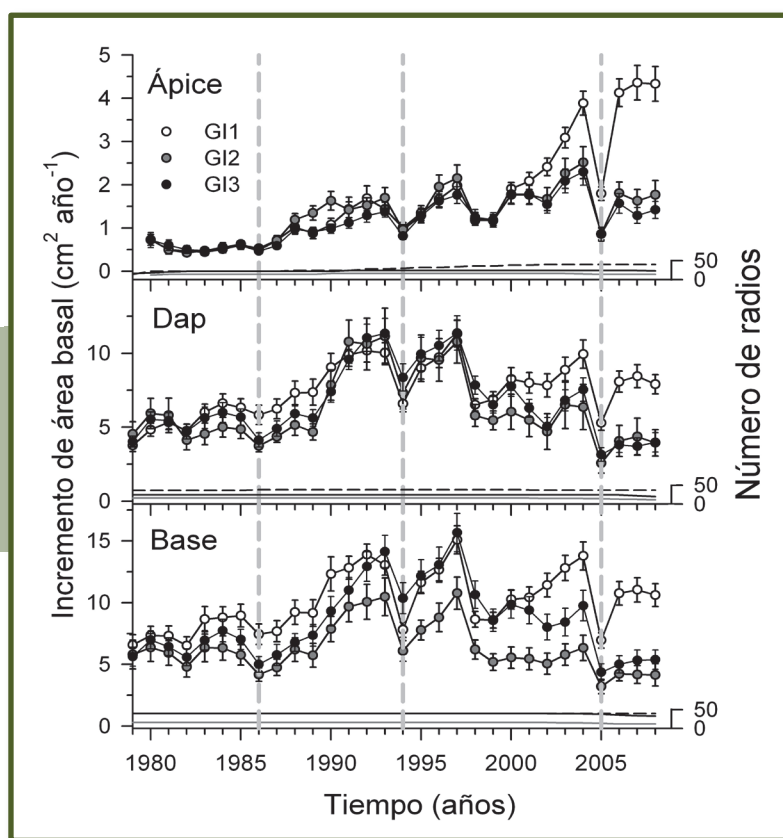 Ápice
GI1
GI2
GI3
5
4
3
2
1
0
50
0
Dap
10
5
0
50
0
Base
15
10
5
0
50
0
Incremento de área basal (cm² año⁻¹)
Número de radios
1980 1985 1990 1995 2000 2005
Tiempo (años)